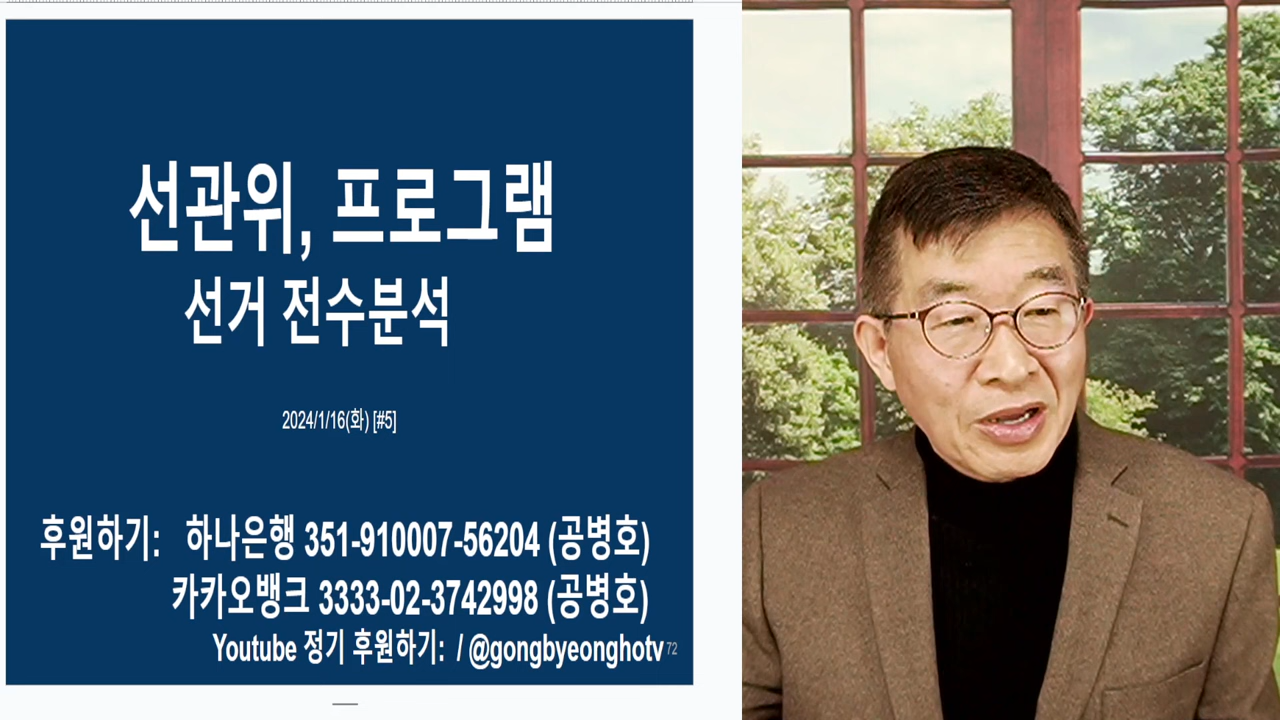 선관위, 프로그램
선거 전수분석
2024/1/16(화) [#5]
후원하기: 하나은행 351-910007-56204 (공병호)
카카오뱅크 3333-02-3742998 (공병호)
Youtube 정기 후원하기: / @gongbyeonghotv
72